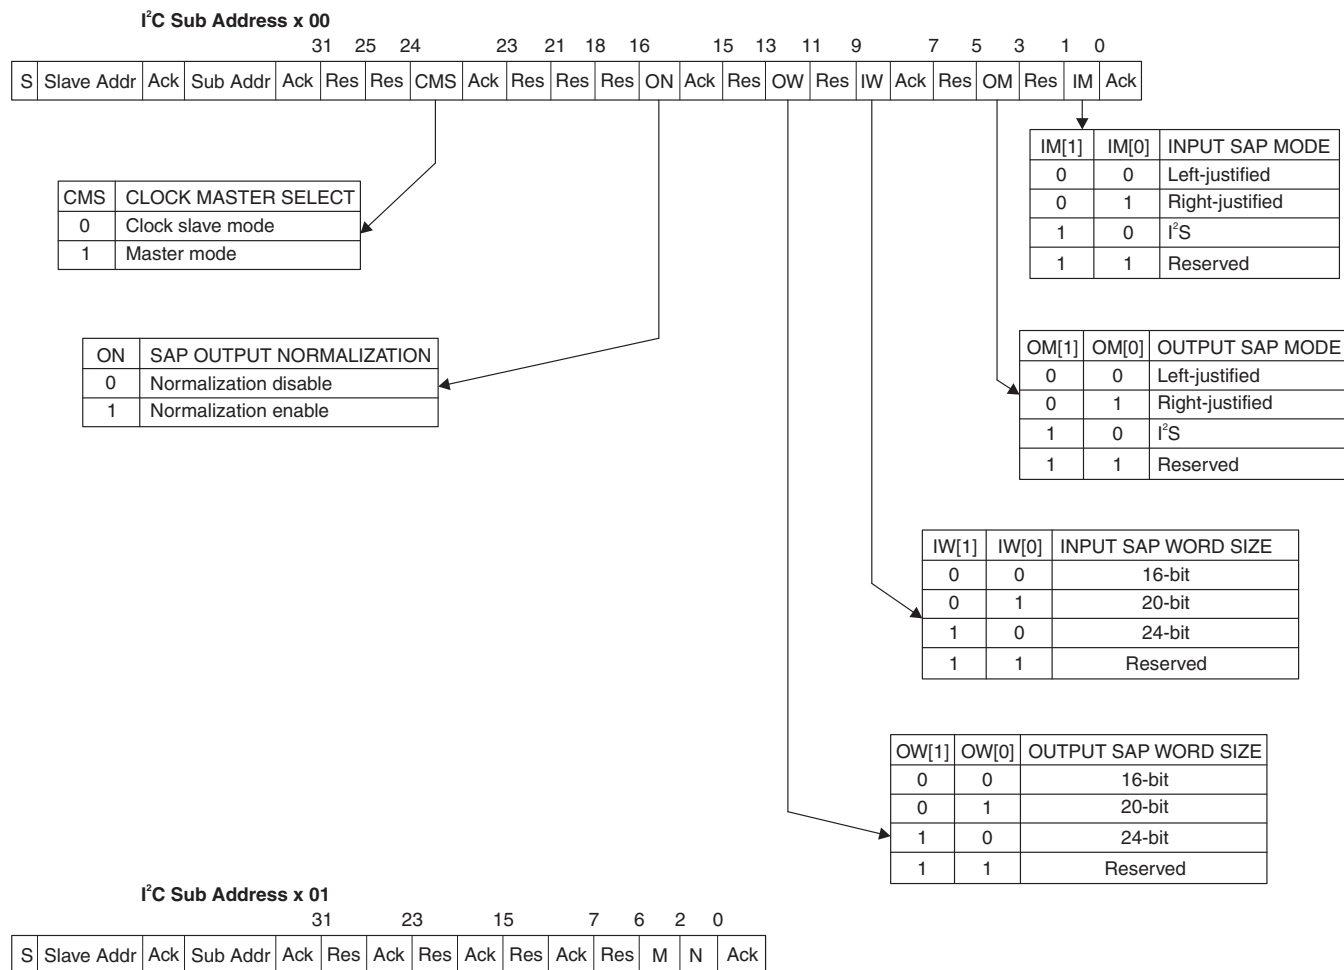 I²C Sub Address x 00
31 25 24 23 21 18 16 15 13 11 9 7 5 3 1 0
S Slave Addr Ack Sub Addr Ack Res Res CMS Ack Res Res Res ON Ack Res OW Res IW Ack Res OM Res IM Ack
IM[1] IM[0] INPUT SAP MODE
0 0 Left-justified
0 1 Right-justified
1 0 I²S
1 1 Reserved
CMS CLOCK MASTER SELECT
0 Clock slave mode
1 Master mode
ON SAP OUTPUT NORMALIZATION
0 Normalization disable
1 Normalization enable
OM[1] OM[0] OUTPUT SAP MODE
0 0 Left-justified
0 1 Right-justified
1 0 I²S
1 1 Reserved
IW[1] IW[0] INPUT SAP WORD SIZE
0 0 16-bit
0 1 20-bit
1 0 24-bit
1 1 Reserved
OW[1] OW[0] OUTPUT SAP WORD SIZE
0 0 16-bit
0 1 20-bit
1 0 24-bit
1 1 Reserved
I²C Sub Address x 01
31 23 15 7 6 2 0
S Slave Addr Ack Sub Addr Ack Res Ack Res Ack Res Ack Res M N Ack